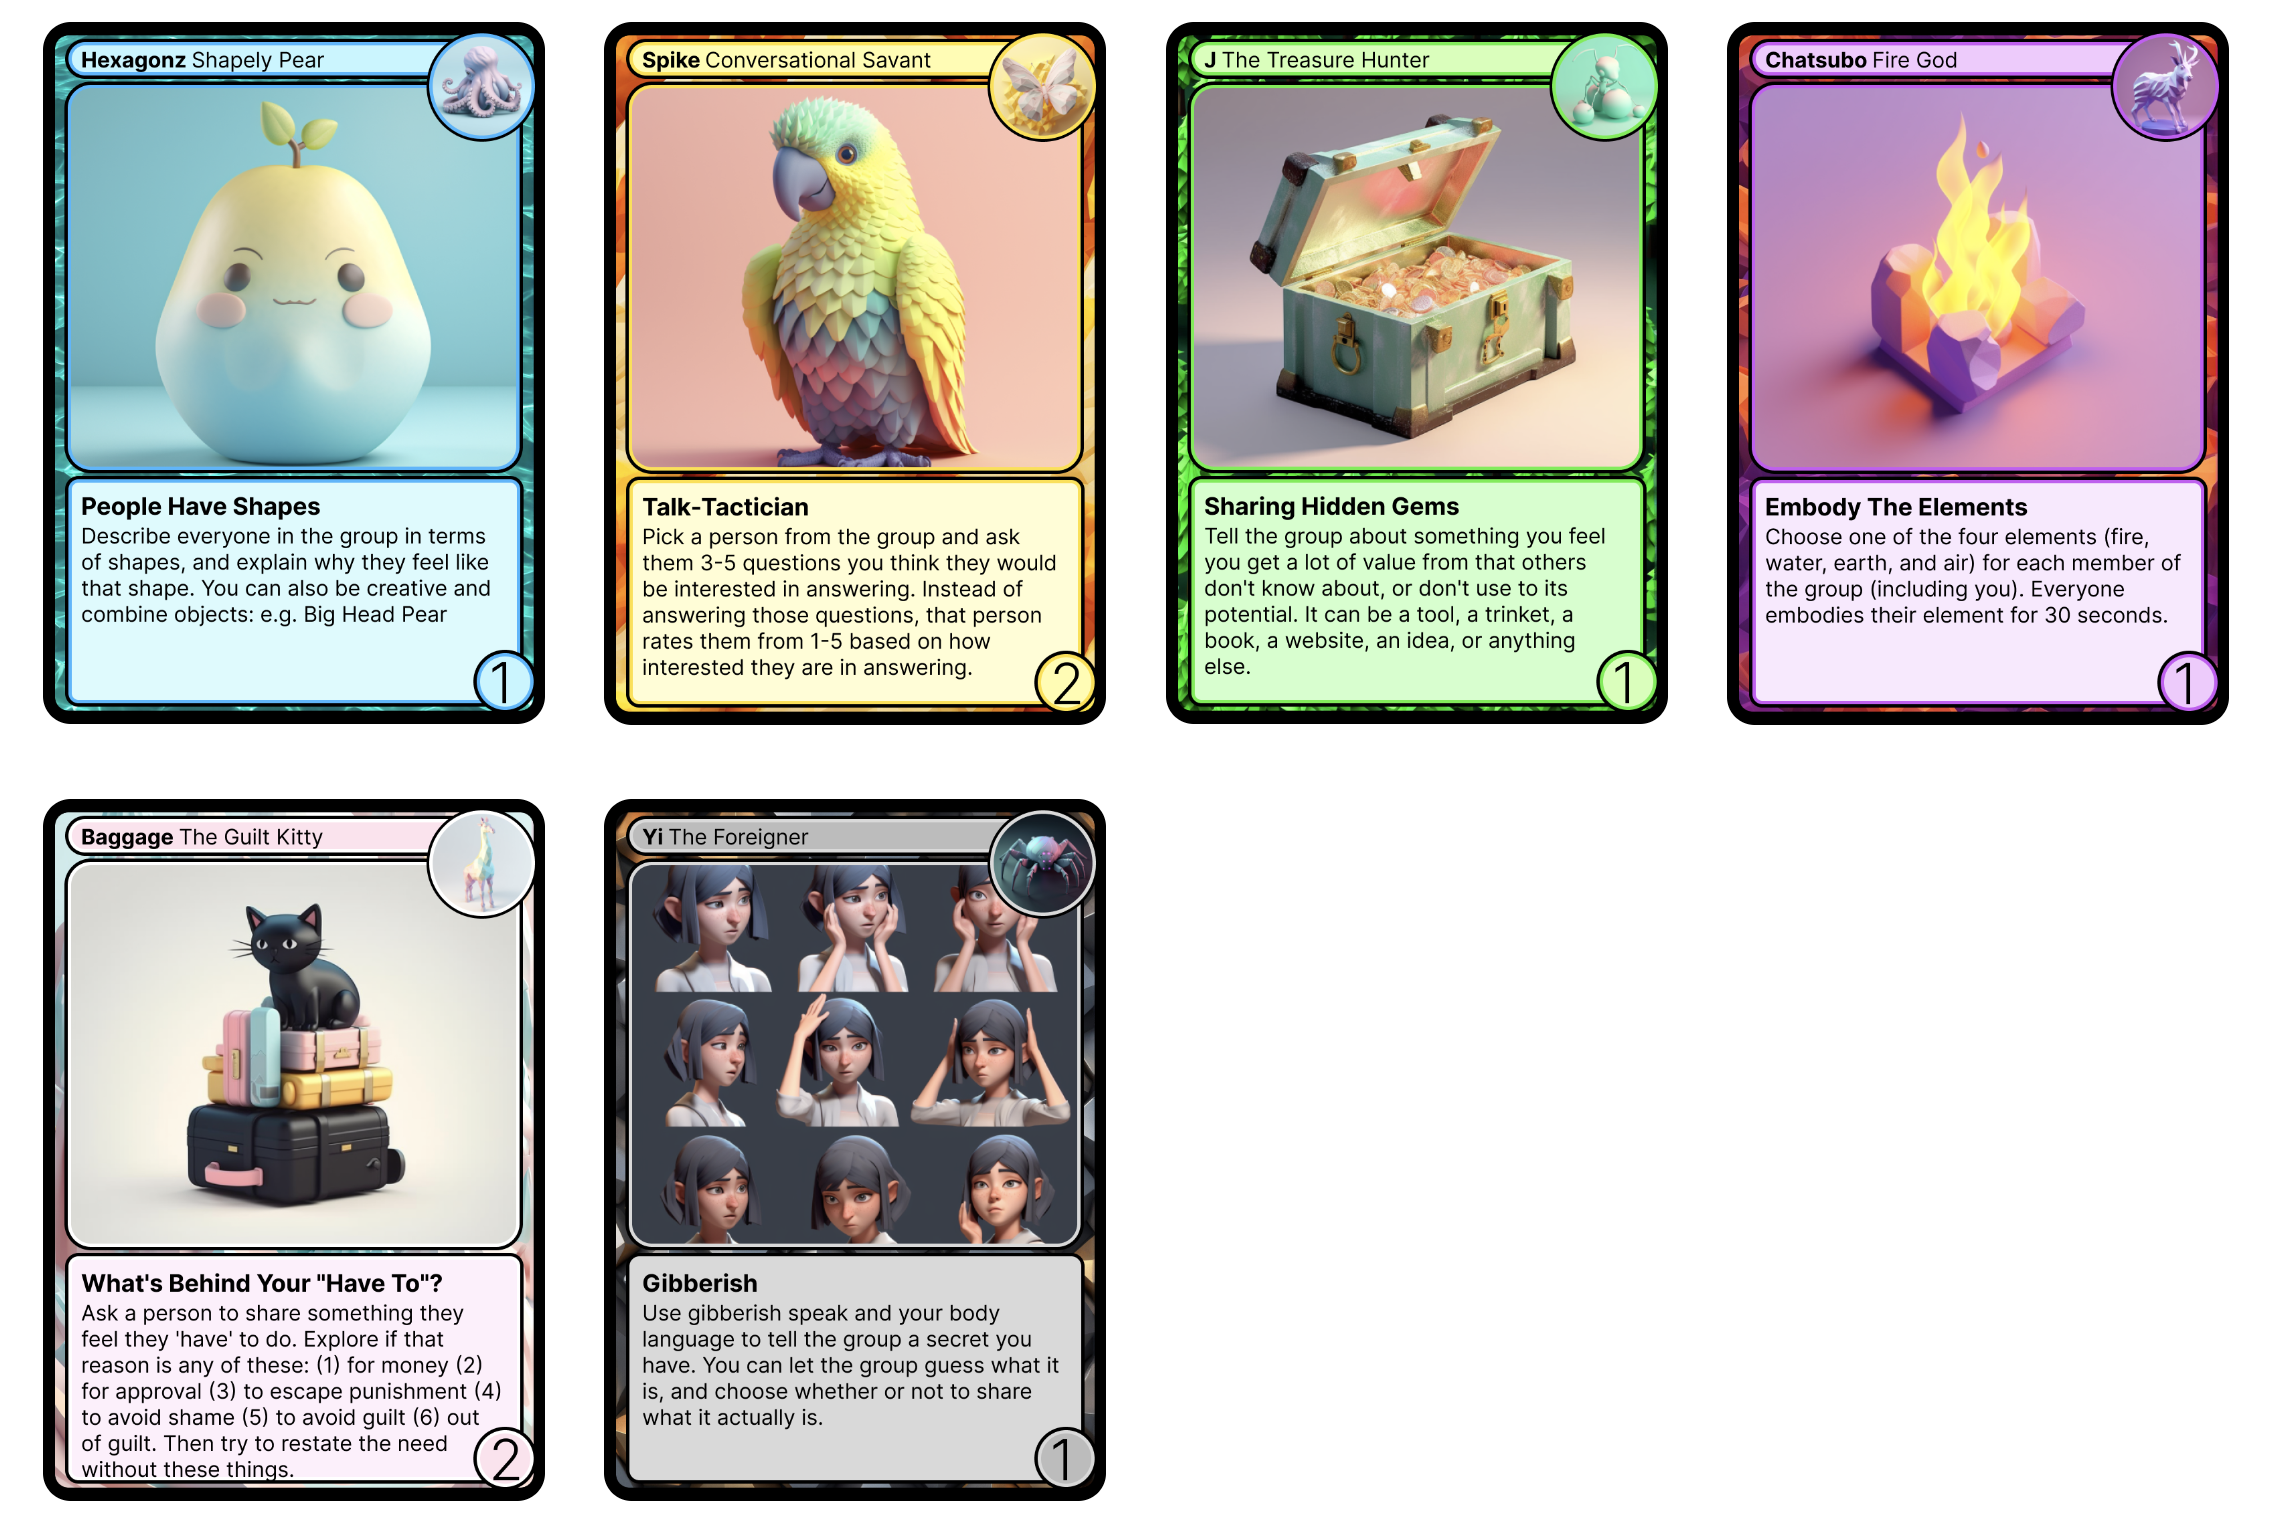 Hexagonz Shapely Pear
People Have Shapes
Describe everyone in the group in terms
of shapes, and explain why they feel like
that shape. You can also be creative and
combine objects: e.g. Big Head Pear
1
Spike Conversational Savant
Talk-Tactician
Pick a person from the group and ask
them 3-5 questions you think they would
be interested in answering. Instead of
answering those questions, that person
rates them from 1-5 based on how
interested they are in answering.
2
J The Treasure Hunter
Sharing Hidden Gems
Tell the group about something you feel
you get a lot of value from that others
don't know about, or don't use to its
potential. It can be a tool, a trinket, a
book, a website, an idea, or anything
else.
1
Chatsubo Fire God
Embody The Elements
Choose one of the four elements (fire,
water, earth, and air) for each member of
the group (including you). Everyone
embodies their element for 30 seconds.
1
Baggage The Guilt Kitty
What's Behind Your "Have To"?
Ask a person to share something they
feel they 'have' to do. Explore if that
reason is any of these: (1) for money (2)
for approval (3) to escape punishment (4)
to avoid shame (5) to avoid guilt (6) out
of guilt. Then try to restate the need
without these things.
2
Yi The Foreigner
Gibberish
Use gibberish speak and your body
language to tell the group a secret you
have. You can let the group guess what it
is, and choose whether or not to share
what it actually is.
1